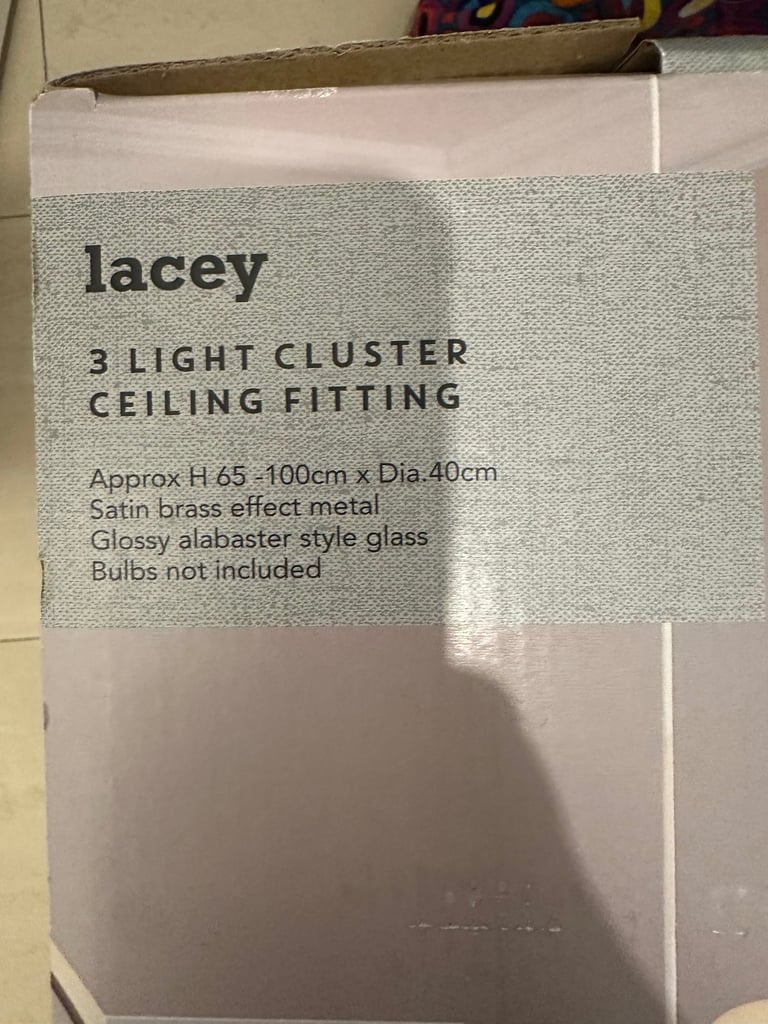 lacey
3 LIGHT CLUSTER
CEILING FITTING
Approx H 65 -100cm x Dia.40cm
Satin brass effect metal
Glossy alabaster style glass
Bulbs not included